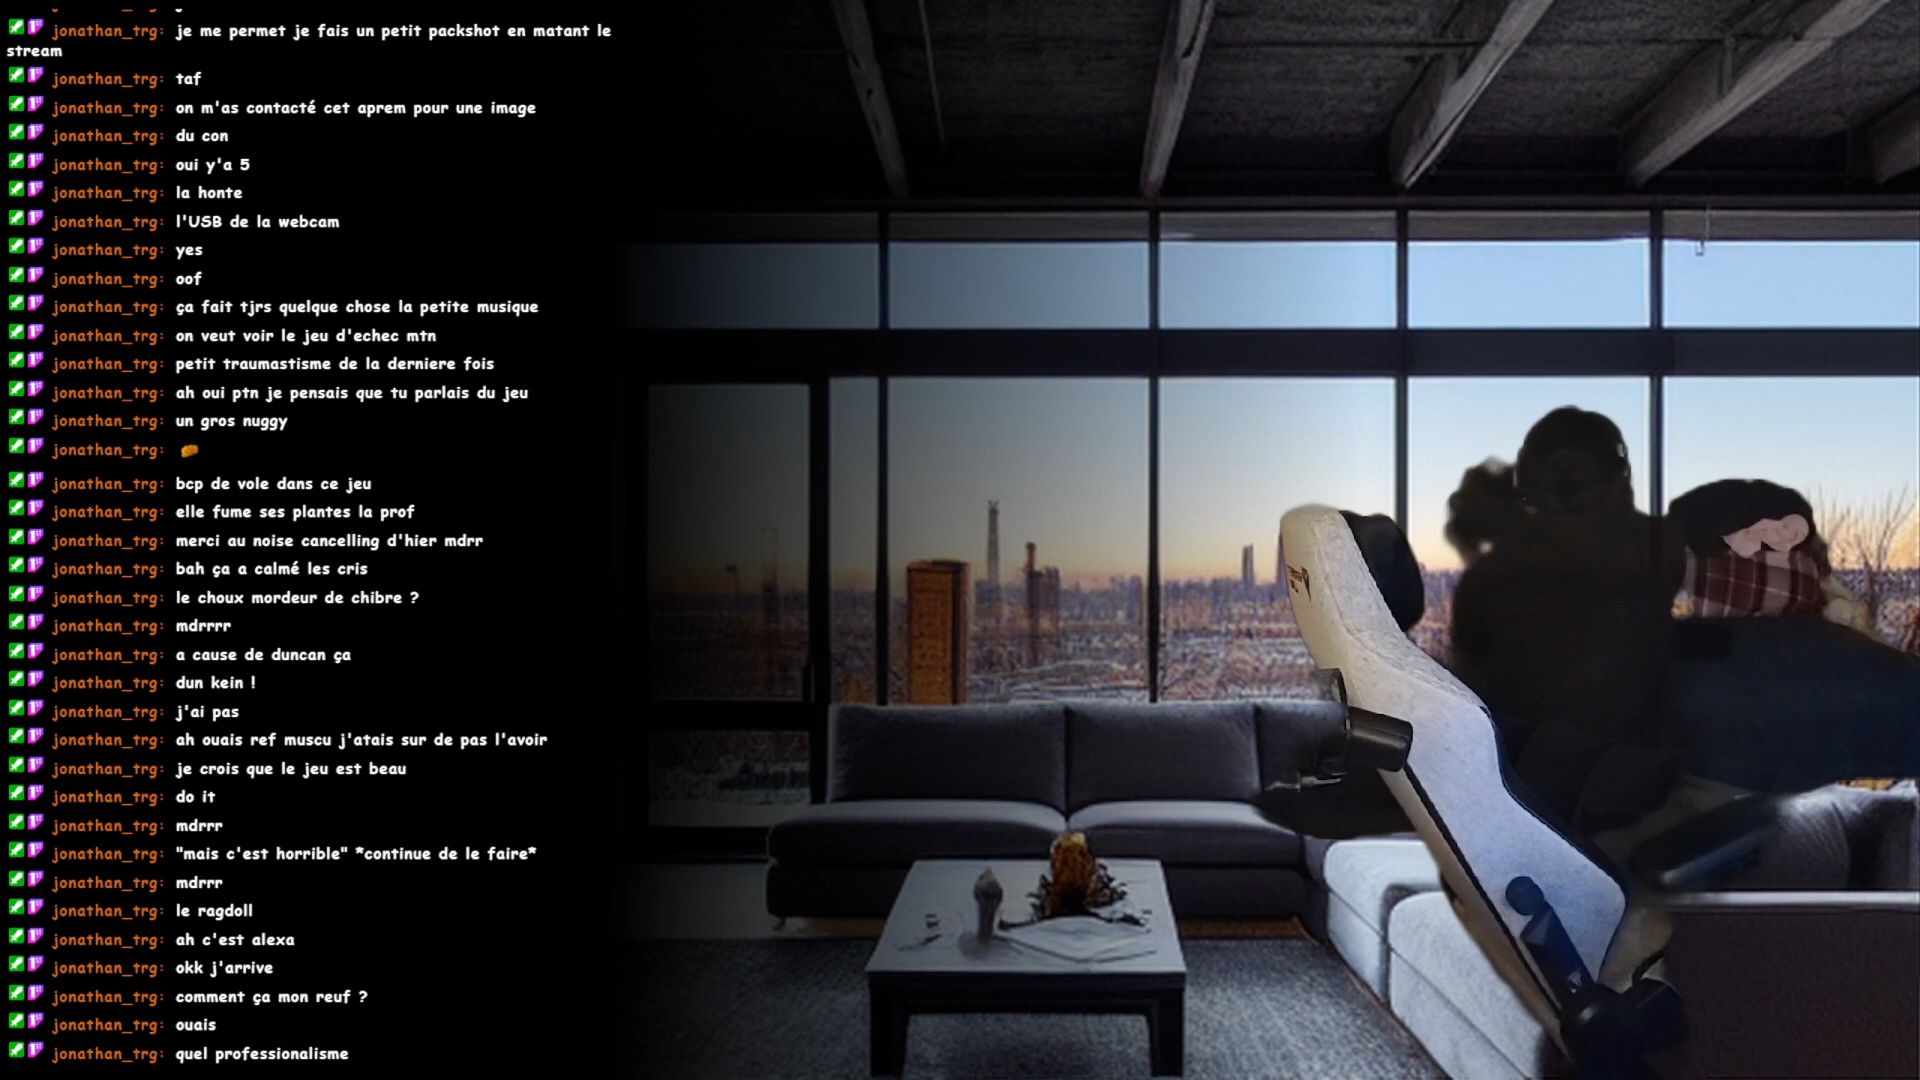 jonathan_trg: je me permet je fais un petit packshot en matant le
stream
jonathan_trg: taf
jonathan_trg: on m'as contacté cet aprem pour une image
jonathan_trg: du con
jonathan_trg: oui y'a 5
jonathan_trg: la honte
jonathan_trg: l'USB de la webcam
jonathan_trg: yes
jonathan_trg: oof
jonathan_trg: ça fait tjrs quelque chose la petite musique
jonathan_trg: on veut voir le jeu d'echec mtn
jonathan_trg: petit traumastisme de la derniere fois
jonathan_trg: ah oui ptn je pensais que tu parlais du jeu
jonathan_trg: un gros nuggy
jonathan_trg:
jonathan_trg: bcp de vole dans ce jeu
jonathan_trg: elle fume ses plantes la prof
jonathan_trg: merci au noise cancelling d'hier mdrr
jonathan_trg: bah ça a calmé les cris
jonathan_trg: le choux mordeur de chibre ?
jonathan_trg: mdrrrr
jonathan_trg: a cause de duncan ça
jonathan_trg: dun kein !
jonathan_trg: j'ai pas
jonathan_trg: ah ouais ref muscu j'atais sur de pas l'avoir
jonathan_trg: je crois que le jeu est beau
jonathan_trg: do it
jonathan_trg: mdrrr
jonathan_trg: "mais c'est horrible" *continue de le faire*
jonathan_trg: mdrrr
jonathan_trg: le ragdoll
jonathan_trg: ah c'est alexa
jonathan_trg: okk j'arrive
jonathan_trg: comment ça mon reuf ?
jonathan_trg: ouais
jonathan_trg: quel professionalisme